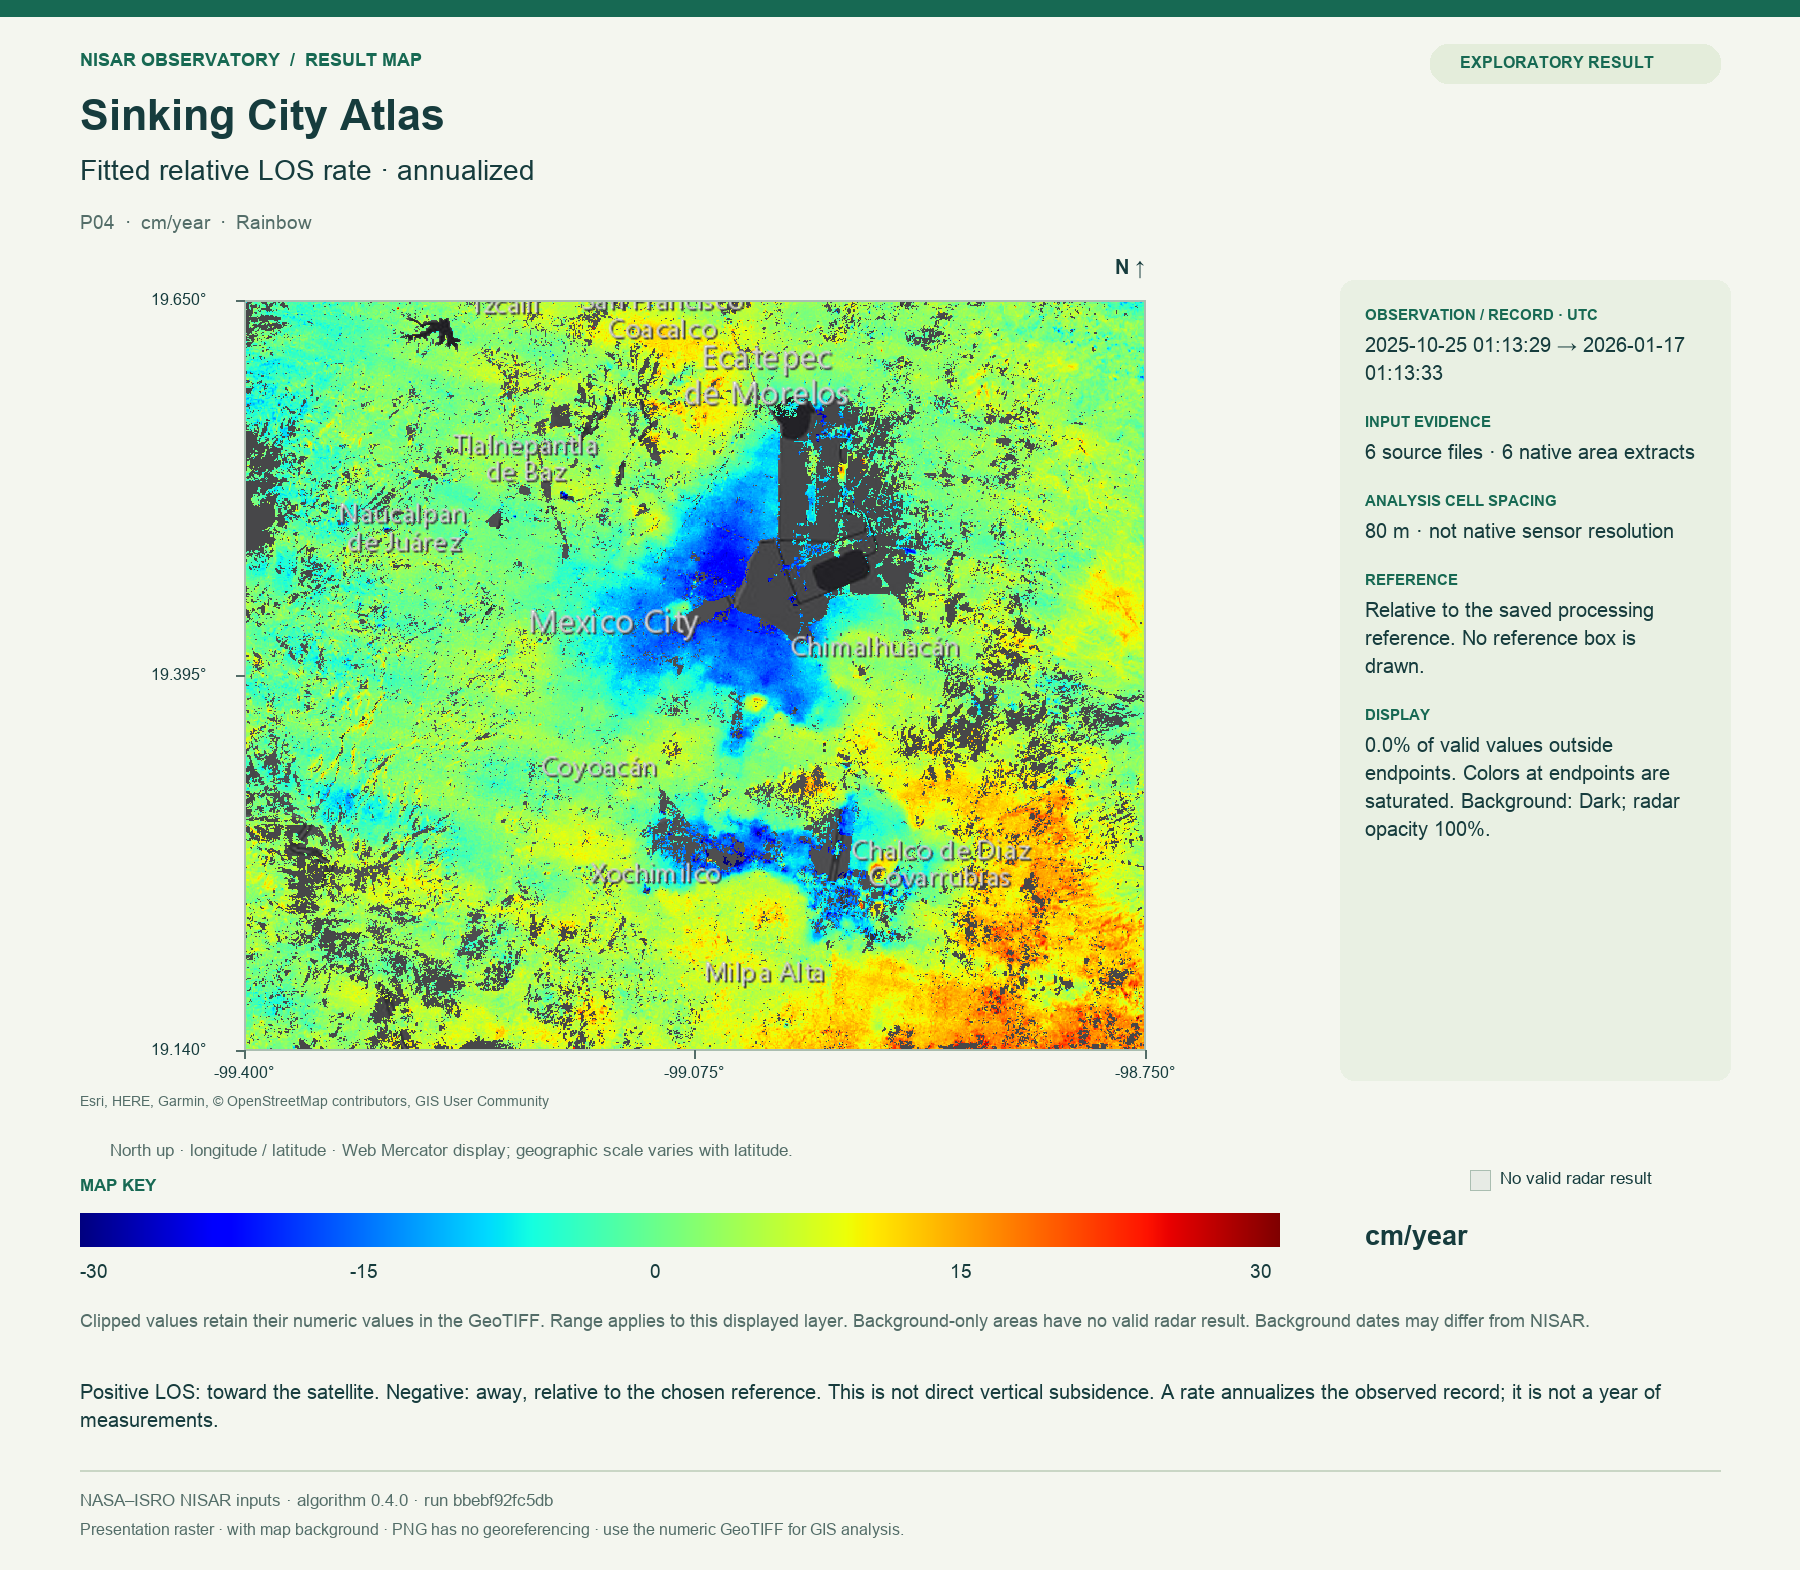 NISAR OBSERVATORY / RESULT MAP
EXPLORATORY RESULT
Sinking City Atlas
Fitted relative LOS rate · annualized
P04 · cm/year · Rainbow
N ↑
19.650°
19.395°
19.140°
-99.400°
-99.075°
-98.750°
Izcalli
San Francisco
Coacalco
Ecatepec
de Morelos
Tlalnepantla
de Baz
Naucalpan
de Juárez
Mexico City
Chimalhuacán
Coyoacán
Xochimilco
Chalco de Díaz
Covarrubias
Milpa Alta
OBSERVATION / RECORD · UTC
2025-10-25 01:13:29 → 2026-01-17
01:13:33
INPUT EVIDENCE
6 source files · 6 native area extracts
ANALYSIS CELL SPACING
80 m · not native sensor resolution
REFERENCE
Relative to the saved processing
reference. No reference box is
drawn.
DISPLAY
0.0% of valid values outside
endpoints. Colors at endpoints are
saturated. Background: Dark; radar
opacity 100%.
Esri, HERE, Garmin, © OpenStreetMap contributors, GIS User Community
North up · longitude / latitude · Web Mercator display; geographic scale varies with latitude.
MAP KEY
No valid radar result
cm/year
-30
-15
0
15
30
Clipped values retain their numeric values in the GeoTIFF. Range applies to this displayed layer. Background-only areas have no valid radar result. Background dates may differ from NISAR.
Positive LOS: toward the satellite. Negative: away, relative to the chosen reference. This is not direct vertical subsidence. A rate annualizes the observed record; it is not a year of
measurements.
NASA–ISRO NISAR inputs · algorithm 0.4.0 · run bbebf92fc5db
Presentation raster · with map background · PNG has no georeferencing · use the numeric GeoTIFF for GIS analysis.